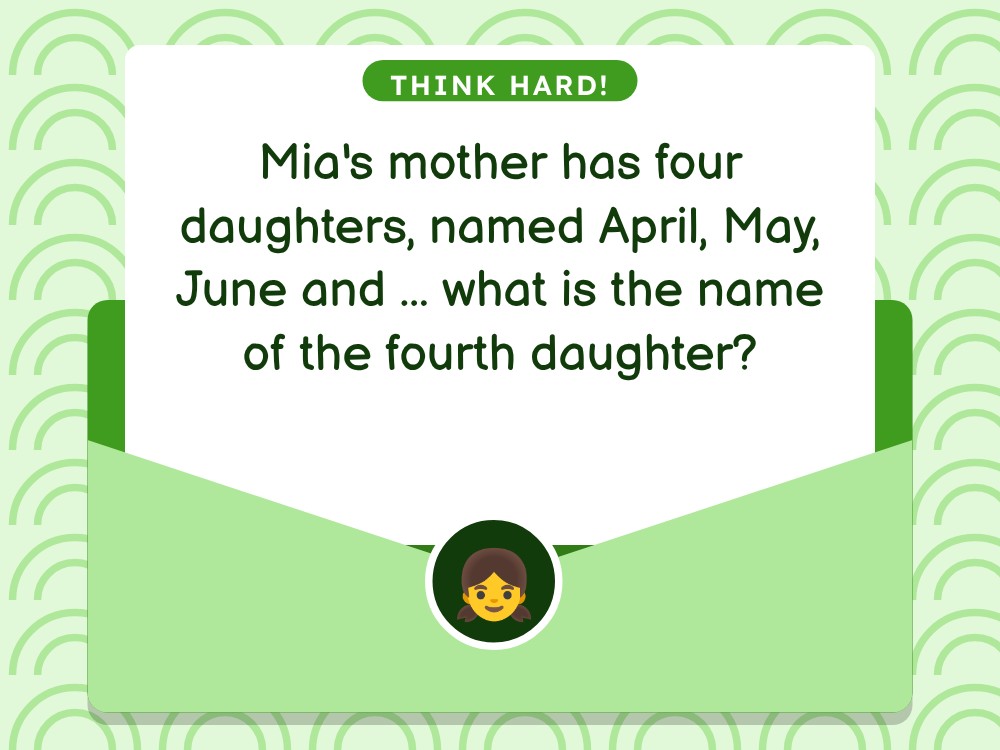 THINK HARD!
Mia's mother has four
daughters, named April, May,
June and ... what is the name
of the fourth daughter?